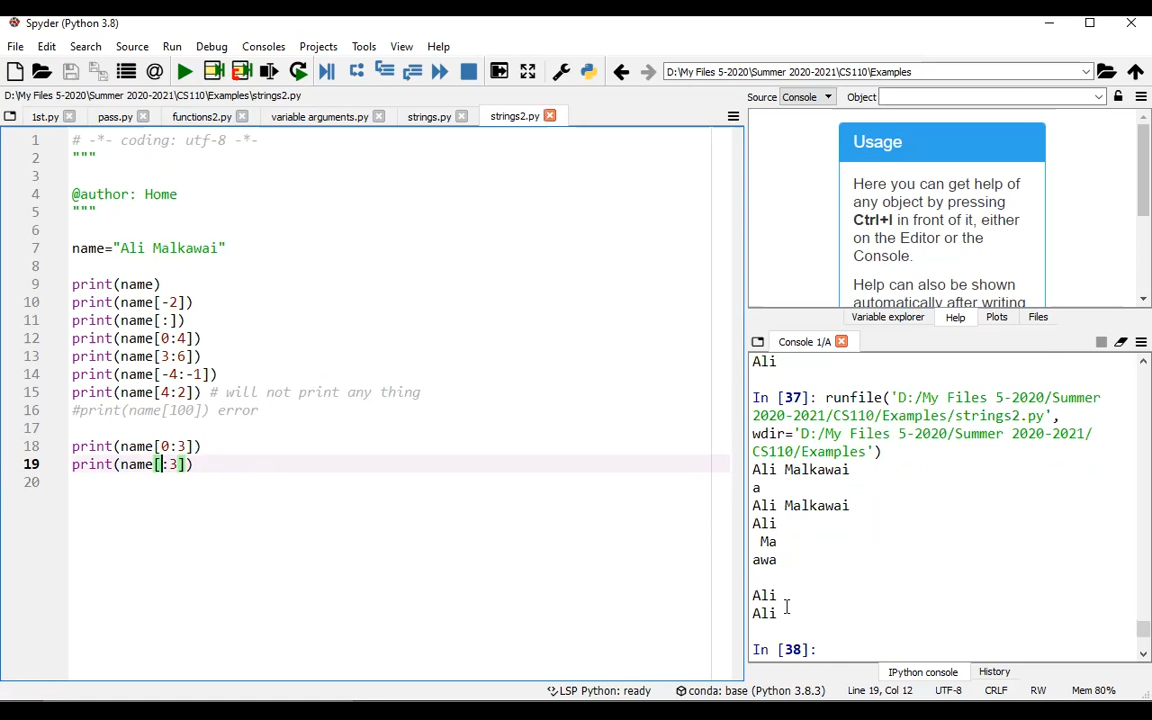 Spyder (Python 3.8)
File Edit Search Source Run Debug Consoles Projects Tools View Help
D:\My Files 5-2020\Summer 2020-2021\CS110\Examples
D:\My Files 5-2020\Summer 2020-2021\CS110\Examples\strings2.py
Source Console Object
1st.py pass.py functions2.py variable arguments.py strings.py strings2.py
1 # -*- coding: utf-8 -*-
2 """
3
4 @author: Home
5 """
6
7 name="Ali Malkawai"
8
9 print(name)
10 print(name[-2])
11 print(name[:])
12 print(name[0:4])
13 print(name[3:6])
14 print(name[-4:-1])
15 print(name[4:2]) # will not print any thing
16 #print(name[100]) error
17
18 print(name[0:3])
19 print(name[:3])
20
Usage
Here you can get help of
any object by pressing
Ctrl+I in front of it, either
on the Editor or the
Console.
Help can also be shown
automatically after writing
Variable explorer Help Plots Files
Console 1/A
Ali
In [37]: runfile('D:/My Files 5-2020/Summer
2020-2021/CS110/Examples/strings2.py',
wdir='D:/My Files 5-2020/Summer 2020-2021/
CS110/Examples')
Ali Malkawai
a
Ali Malkawai
Ali
Ma
awa
Ali
Ali
In [38]:
IPython console History
LSP Python: ready conda: base (Python 3.8.3) Line 19, Col 12 UTF-8 CRLF RW Mem 80%